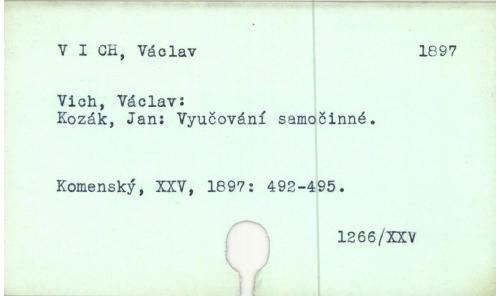 V I CH, Václav 1897
Vich, Václav:
Kozák, Jan: Vyučování samočinné.
Komenský, XXV, 1897: 492-495.
1266/XXV